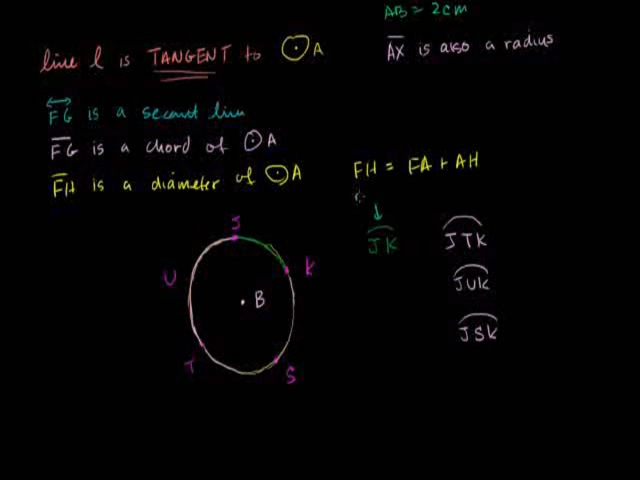 AB = 2cm
line l is TANGENT to ⊙A
AX is also a radius
FG is a secant line
FG is a chord of ⊙A
FH is a diameter of ⊙A
FH = FA + AH
J
JK
JTK
U
K
JUK
B
JSK
T
S